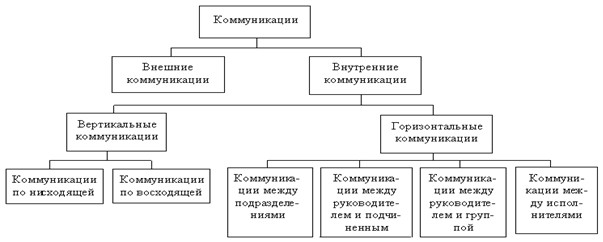 Коммуникации
Внешние
коммуникации
Внутренние
коммуникации
Вертикальные
коммуникации
Горизонтальные
коммуникации
Коммуникации
по нисходящей
Коммуникации
по восходящей
Коммуника-
ции между
подразделе-
ниями
Коммуника-
ции между
руководите-
лем и подчи-
ненным
Коммуника-
ции между
руководите-
лем и груп-
пой
Коммуни-
кации меж-
ду испол-
нителями